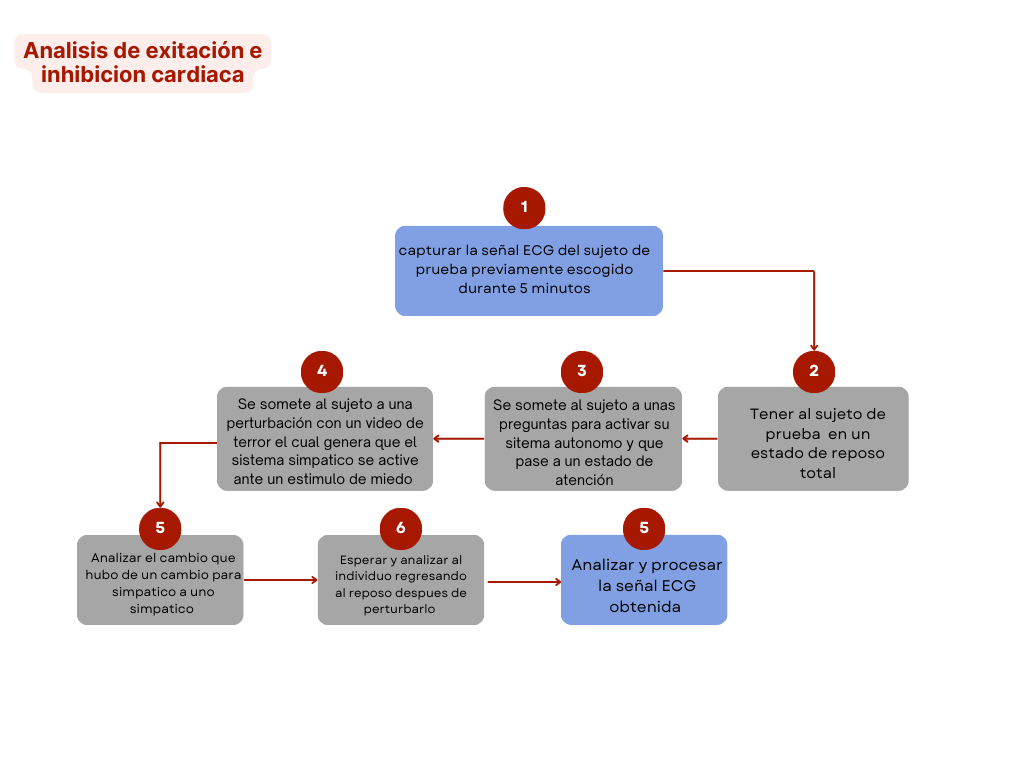 Analisis de exitación e
inhibicion cardiaca
1
capturar la señal ECG del sujeto de
prueba previamente escogido
durante 5 minutos
2
Tener al sujeto de
prueba en un
estado de reposo
total
3
Se somete al sujeto a unas
preguntas para activar su
sitema autonomo y que
pase a un estado de
atención
4
Se somete al sujeto a una
perturbación con un video de
terror el cual genera que el
sistema simpatico se active
ante un estimulo de miedo
5
Analizar el cambio que
hubo de un cambio para
simpatico a uno
simpatico
6
Esperar y analizar al
individuo regresando
al reposo despues de
perturbarlo
5
Analizar y procesar
la señal ECG
obtenida